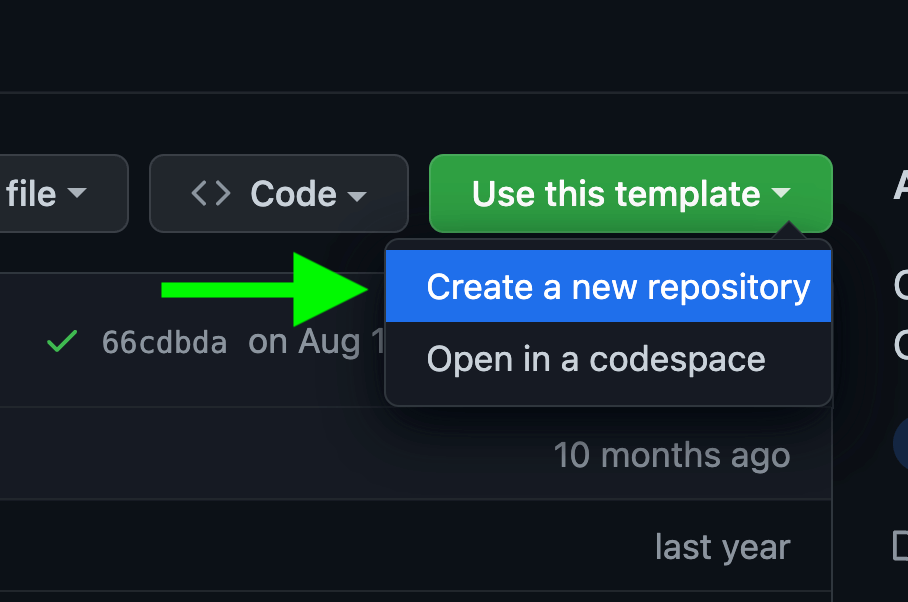 file
Code
Use this template
Create a new repository
66cdbda on Aug 1
Open in a codespace
10 months ago
last year